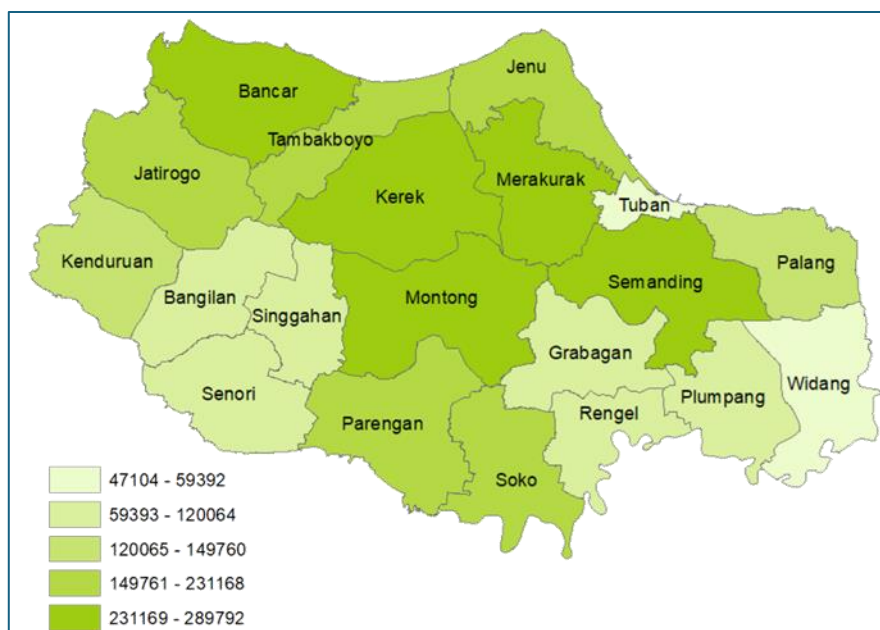 Jenu
Bancar
Tambakboyo
Jatirogo
Merakurak
Kerek
Tuban
Kenduruan
Palang
Semanding
Bangilan
Montong
Singgahan
Grabagan
Widang
Senori
Plumpang
Rengel
Parengan
Soko
47104 - 59392
59393 - 120064
120065 - 149760
149761 - 231168
231169 - 289792